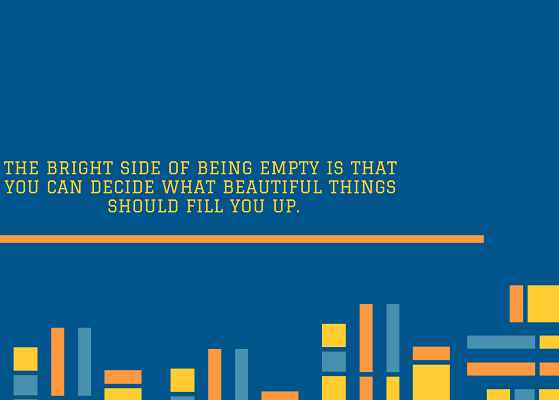 THE BRIGHT SIDE OF BEING EMPTY IS THAT
YOU CAN DECIDE WHAT BEAUTIFUL THINGS
SHOULD FILL YOU UP.